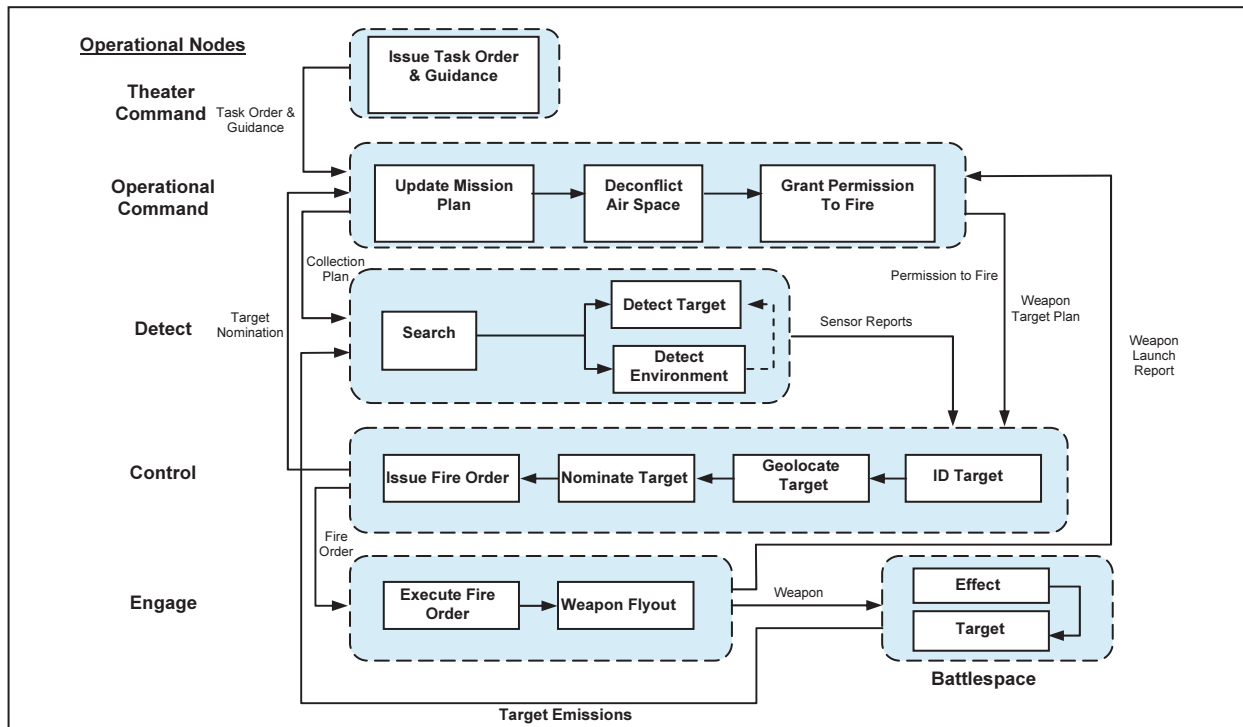 Operational Nodes
Issue Task Order
& Guidance
Theater
Command
Task Order &
Guidance
Operational
Command
Update Mission
Plan
Deconflict
Air Space
Grant Permission
To Fire
Collection
Plan
Permission to Fire
Weapon
Target Plan
Target
Nomination
Detect
Search
Detect Target
Detect
Environment
Sensor Reports
Weapon
Launch
Report
Control
Issue Fire Order
Nominate Target
Geolocate
Target
ID Target
Fire
Order
Engage
Execute Fire
Order
Weapon Flyout
Weapon
Effect
Target
Battlespace
Target Emissions